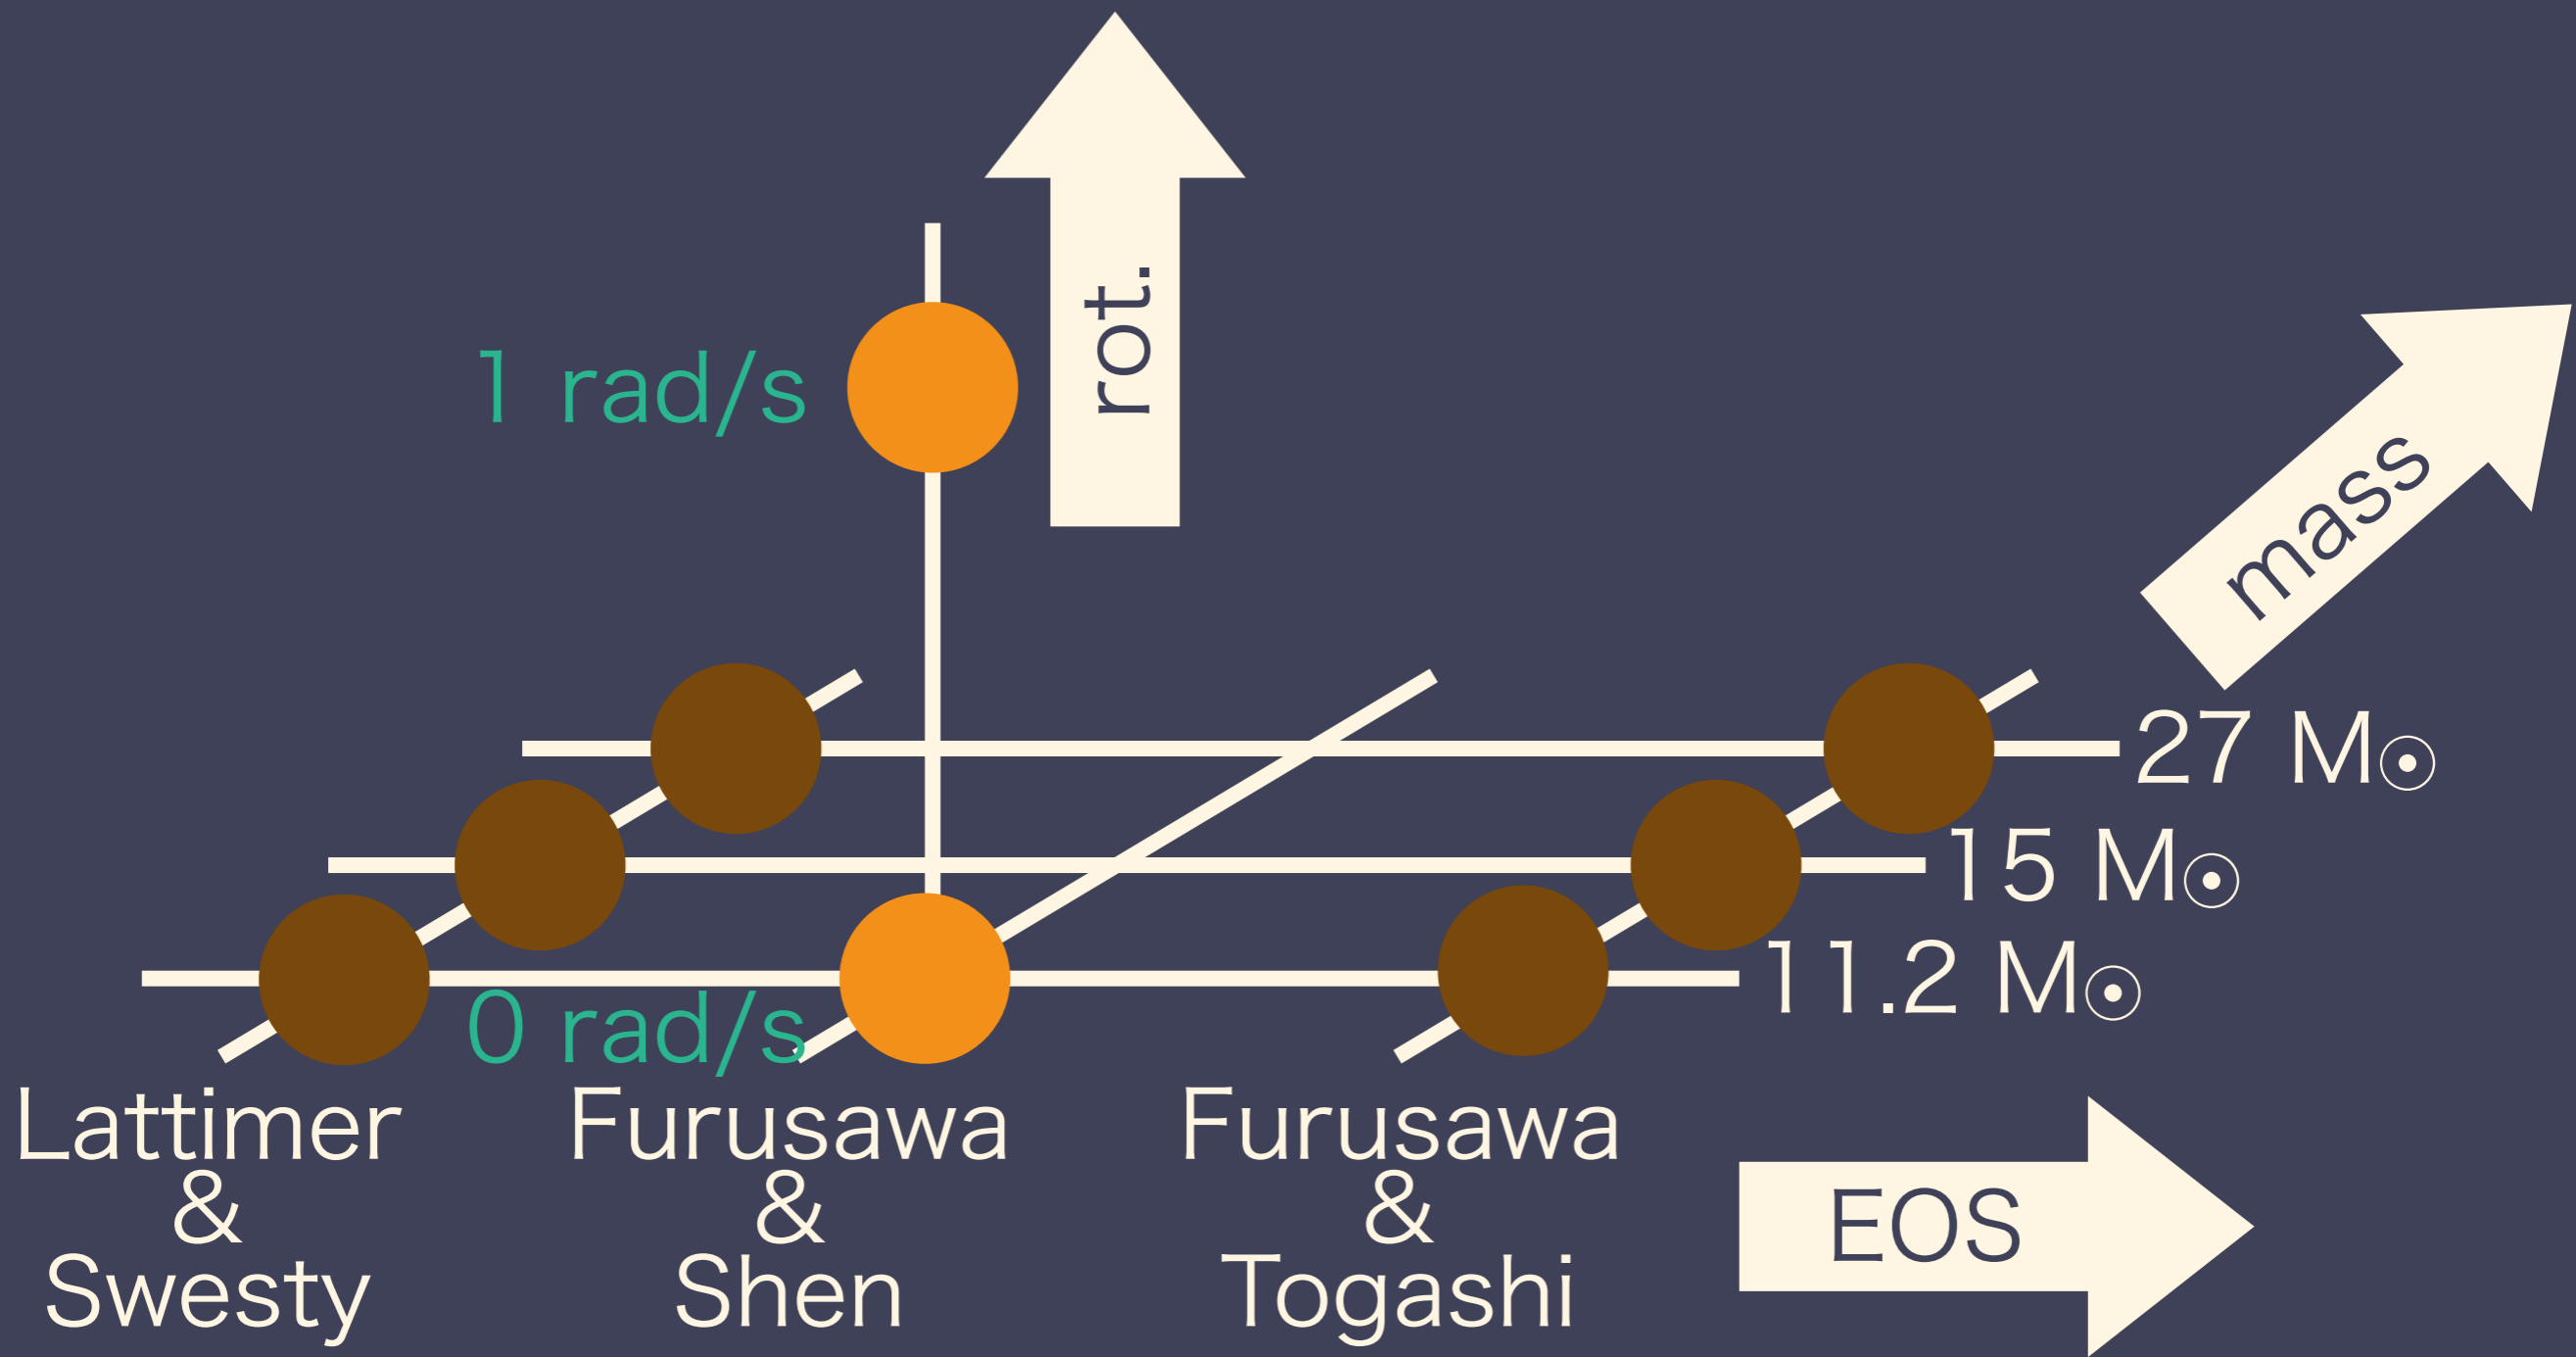 rot.
1 rad/s
mass
27 M☉
15 M☉
11.2 M☉
0 rad/s
Lattimer
&
Swesty
Furusawa
&
Shen
Furusawa
&
Togashi
EOS